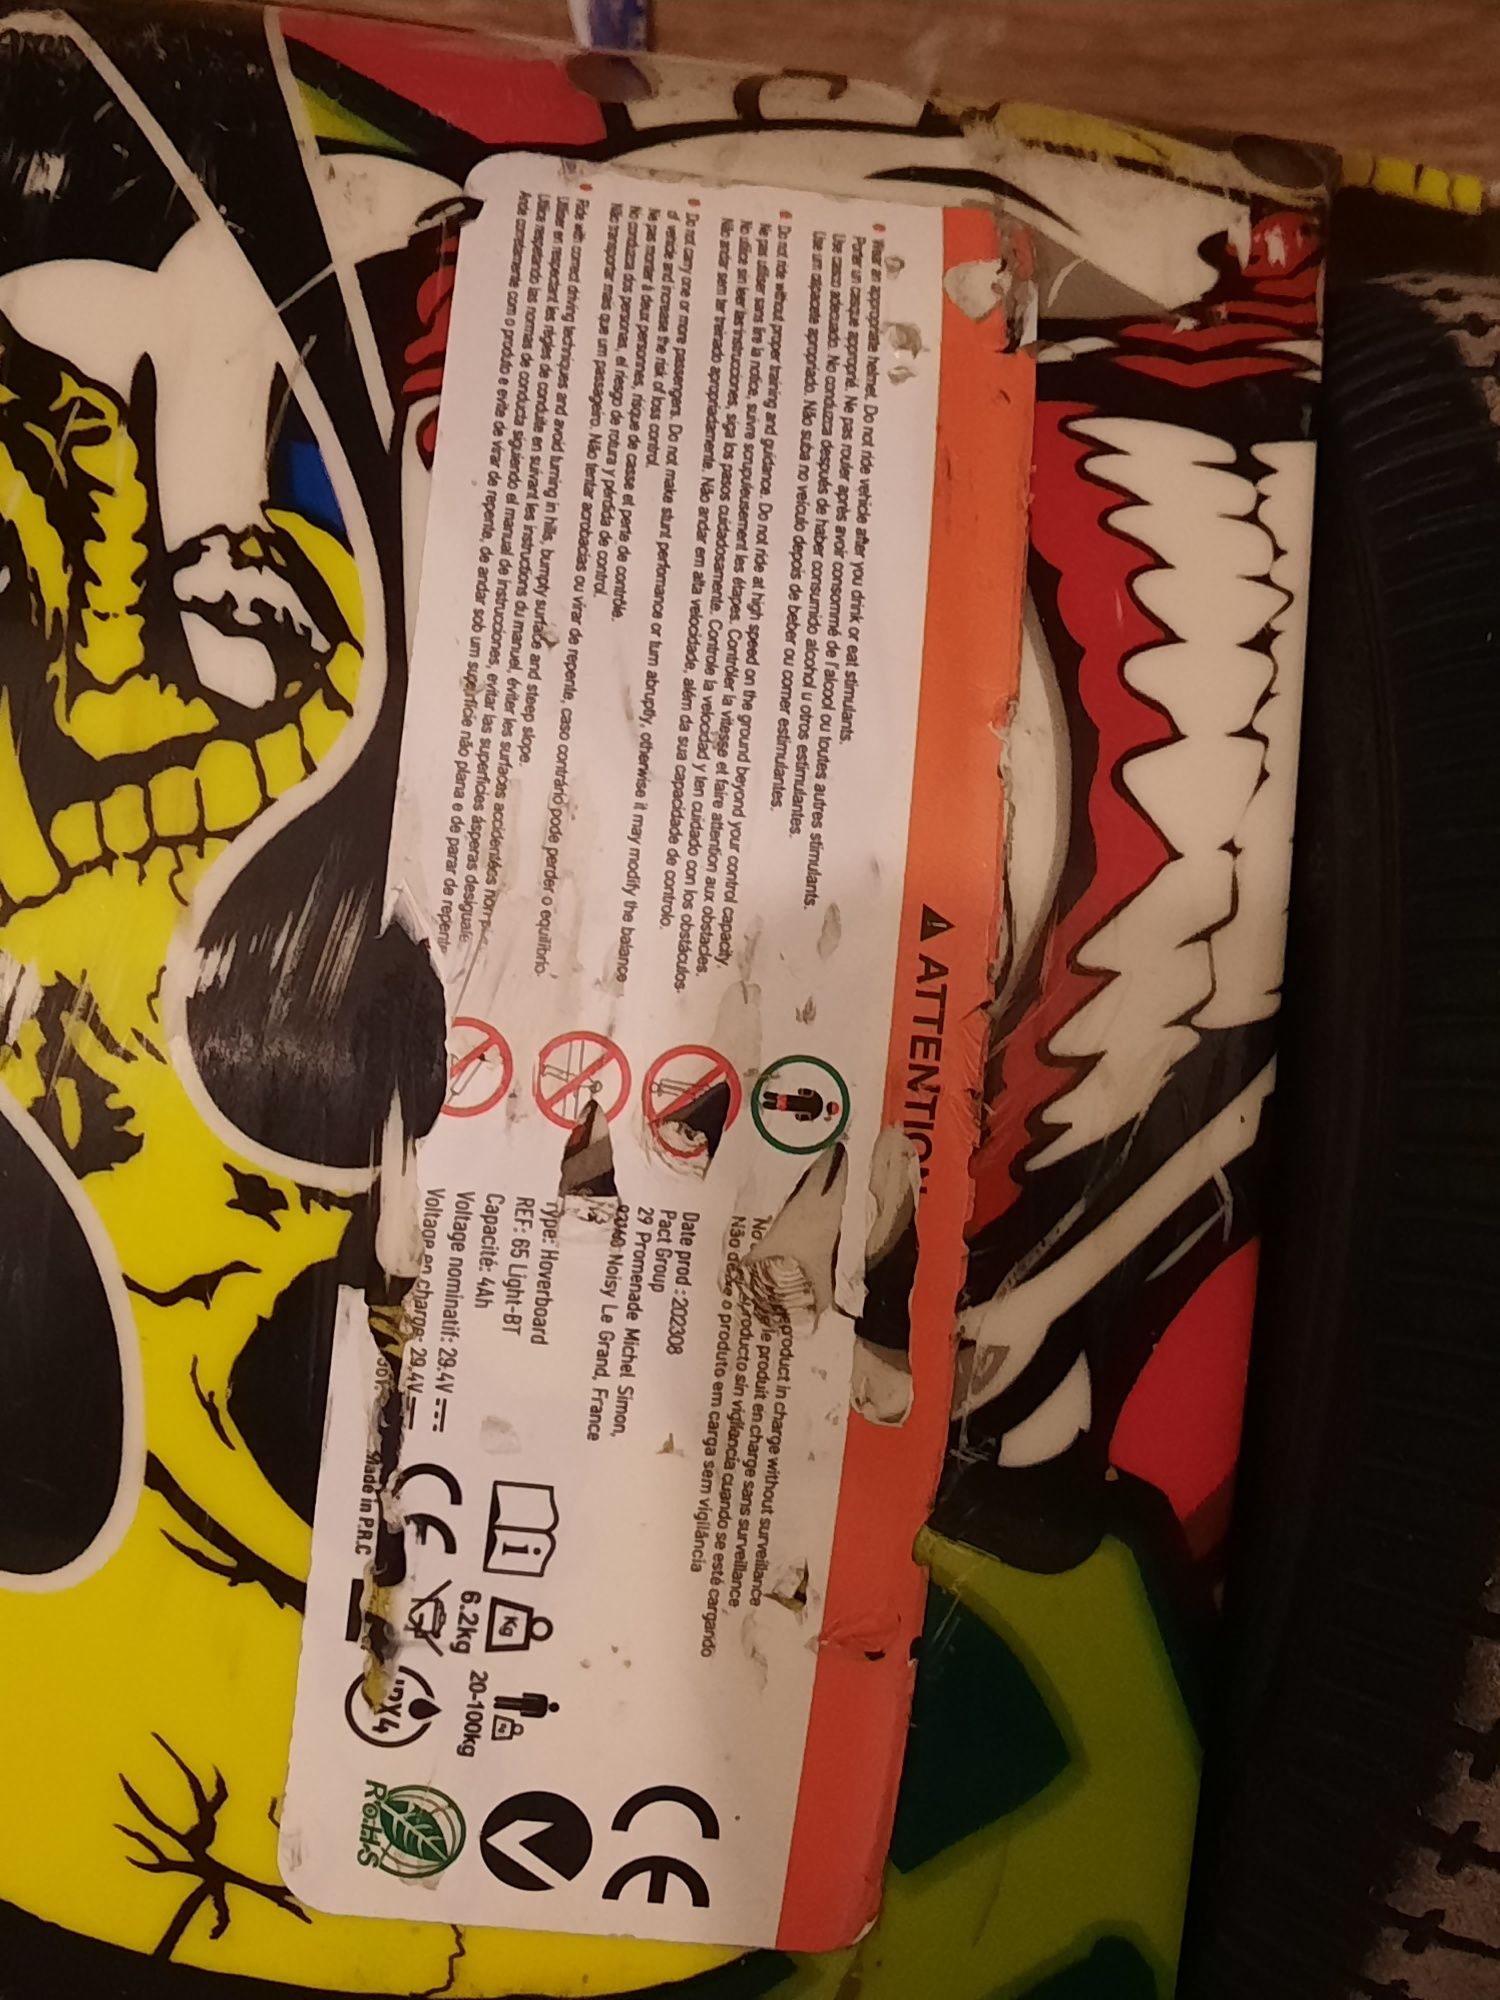 ⚠ ATTENTION
Wear an appropriate helmet. Do not ride vehicle after you drink or eat stimulants.
Porter un casque approprié. Ne pas rouler après avoir consommé de l'alcool ou toutes autres stimulants.
Use casco adecuado. No conduzca después de haber consumido alcohol u otros estimulantes.
Use um capacete apropriado. Não suba no veículo depois de beber ou comer estimulantes.
Do not ride without proper training and guidance. Do not ride at high speed on the ground beyond your control capacity.
Ne pas utiliser sans lire la notice, suivre scrupuleusement les étapes. Contrôler la vitesse et faire attention aux obstacles.
No utilice sin leer las instrucciones, siga los pasos cuidadosamente. Controle la velocidad y ten cuidado con los obstáculos.
Não andar sem ter treinado apropriadamente. Não andar em alta velocidade, além da sua capacidade de controlo.
Do not carry one or more passengers. Do not make stunt perfomance or turn abruptly, otherwise it may modify the balance
of vehicle and increase the risk of loss control.
Ne pas monter à deux personnes, risque de casse et perte de contrôle.
No conduzca dos personas, el riesgo de rotura y pérdida de control.
Não transportar mais que um passageiro. Não tentar acrobacias ou virar de repente, caso contrário pode perder o equilíbrio.
Ride with correct driving techniques and avoid turning in hills, bumpty surface and steep slope.
Utiliser en respectant les règles de conduite en suivant les instructions du manuel, éviter les surfaces accidentées
Utilice respetando las normas de conducta siguiendo el manual de instrucciones, evitar las superficies ásperas desiguale
Ande corretamente com o produto e evite de virar de repente, de andar sob um superfície não plana e de parar de repente
No product in charge without surveillance
le produit en charge sans surveillance
producto sin vigilancia cuando se esté cargando
Não deixe o produto em carga sem vigilância
Date prod : 202308
Pact Group
29 Promenade Michel Simon,
Noisy Le Grand, France
Type: Hoverboard
REF: 65 Light-BT
Capacité: 4Ah
Voltage nominatif: 29.4V
Voltage en charge: 29.4V
Made in P.R.C
Kg
6.2kg
20-100kg
CE
IPX4
CE
RoHS